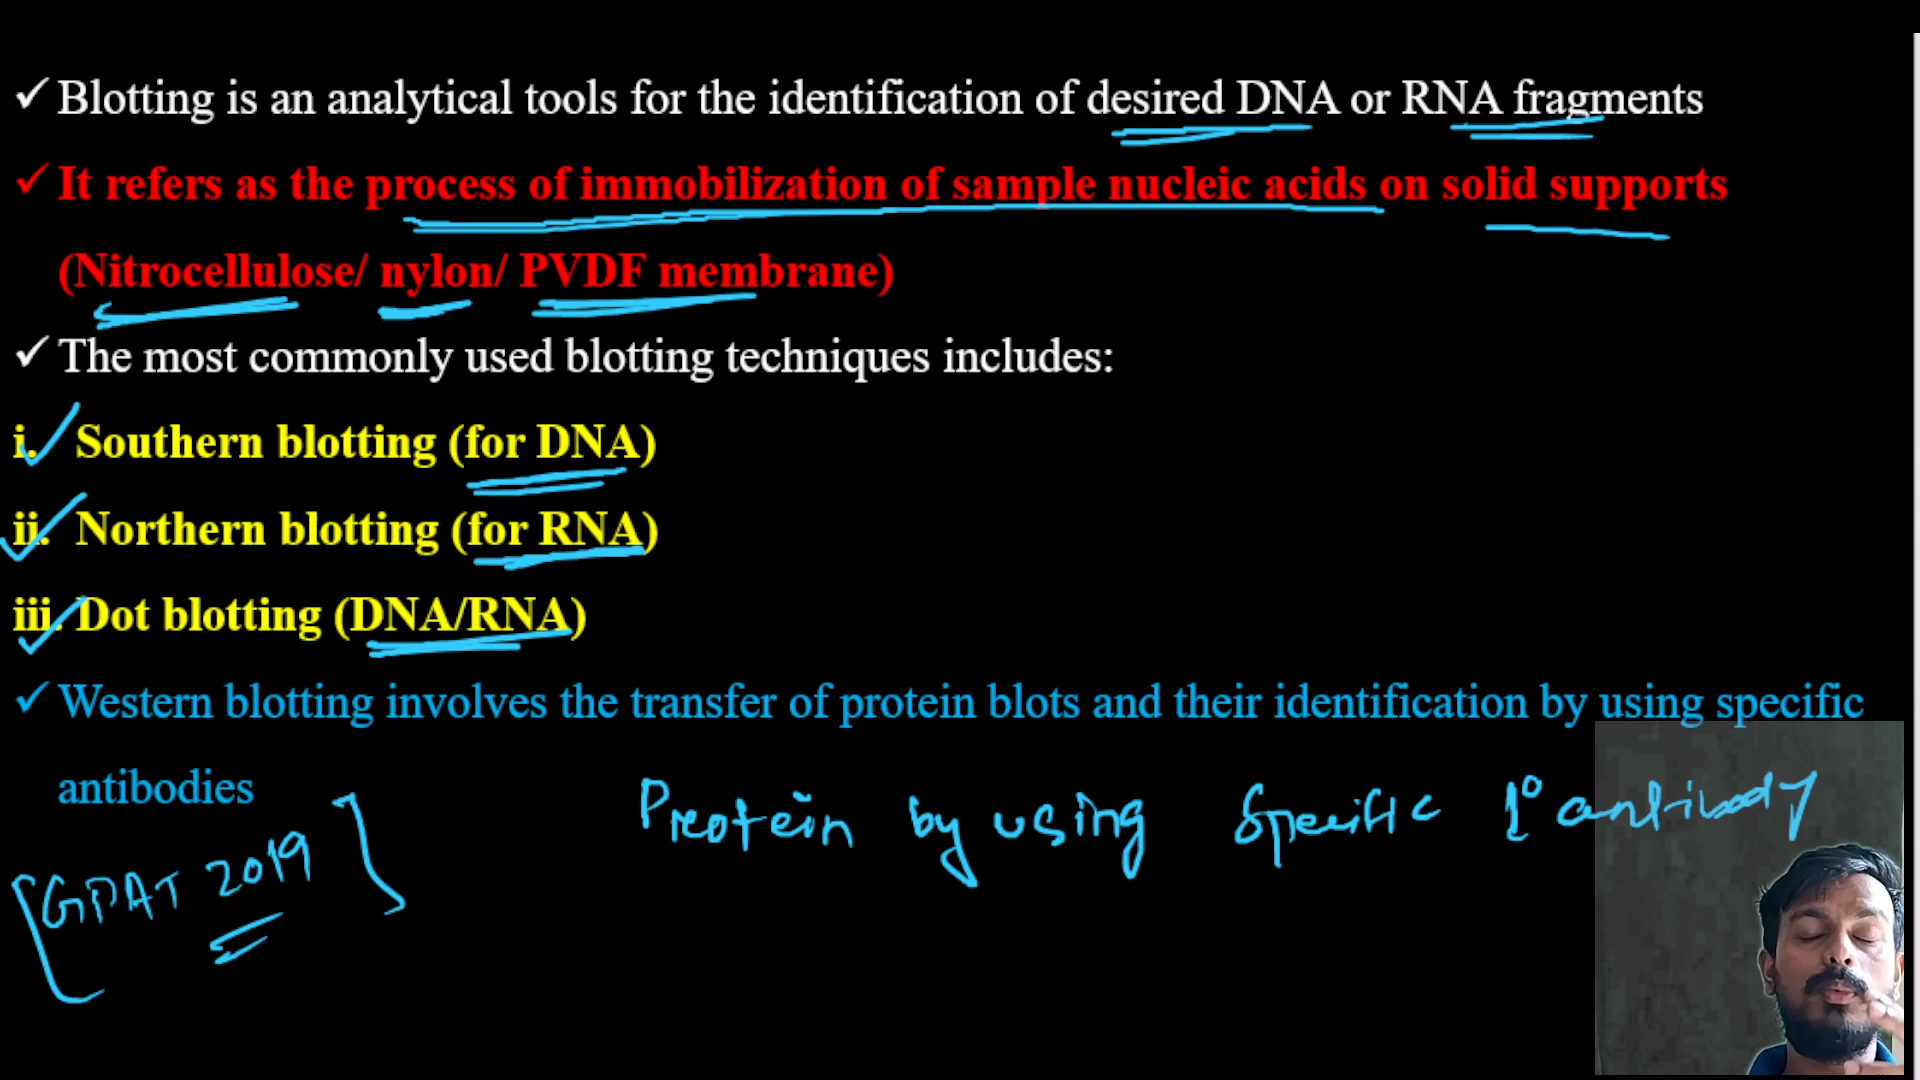 ✓ Blotting is an analytical tools for the identification of desired DNA or RNA fragments
✓ It refers as the process of immobilization of sample nucleic acids on solid supports
(Nitrocellulose/ nylon/ PVDF membrane)
✓ The most commonly used blotting techniques includes:
i. Southern blotting (for DNA)
ii. Northern blotting (for RNA)
iii. Dot blotting (DNA/RNA)
✓ Western blotting involves the transfer of protein blots and their identification by using specific
antibodies
Protein by using Specific 1° antibody
[GPAT 2019]